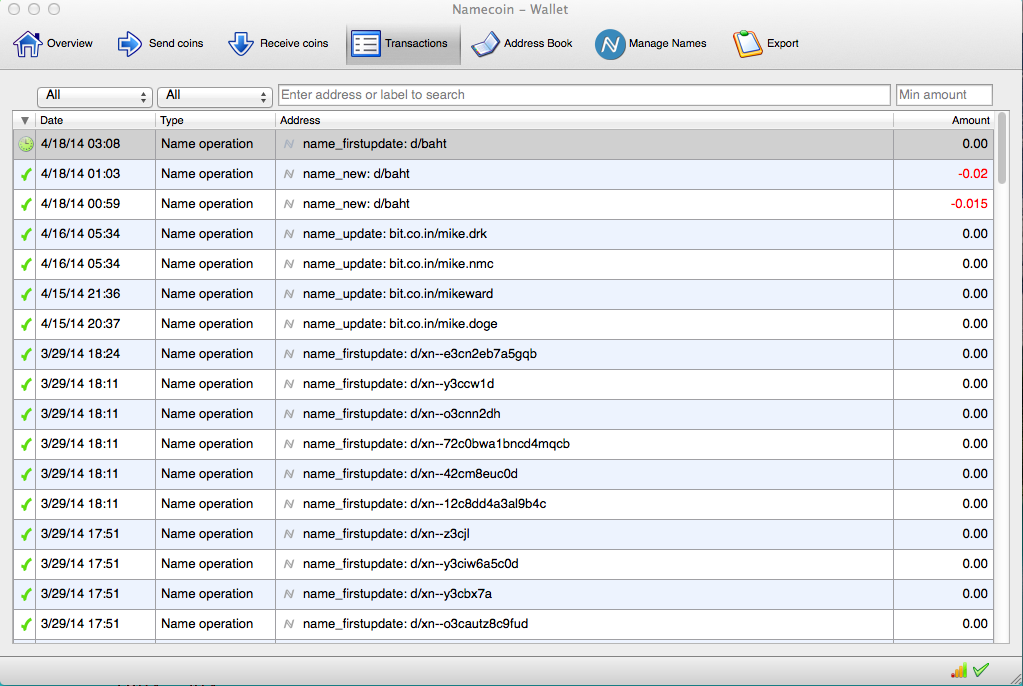 Namecoin – Wallet
Overview Send coins Receive coins Transactions Address Book Manage Names Export
All All Enter address or label to search Min amount
Date Type Address Amount
4/18/14 03:08 Name operation name_firstupdate: d/baht 0.00
4/18/14 01:03 Name operation name_new: d/baht -0.02
4/18/14 00:59 Name operation name_new: d/baht -0.015
4/16/14 05:34 Name operation name_update: bit.co.in/mike.drk 0.00
4/16/14 05:34 Name operation name_update: bit.co.in/mike.nmc 0.00
4/15/14 21:36 Name operation name_update: bit.co.in/mikeward 0.00
4/15/14 20:37 Name operation name_update: bit.co.in/mike.doge 0.00
3/29/14 18:24 Name operation name_firstupdate: d/xn--e3cn2eb7a5gqb 0.00
3/29/14 18:11 Name operation name_firstupdate: d/xn--y3ccw1d 0.00
3/29/14 18:11 Name operation name_firstupdate: d/xn--o3cnn2dh 0.00
3/29/14 18:11 Name operation name_firstupdate: d/xn--72c0bwa1bncd4mqcb 0.00
3/29/14 18:11 Name operation name_firstupdate: d/xn--42cm8euc0d 0.00
3/29/14 18:11 Name operation name_firstupdate: d/xn--12c8dd4a3al9b4c 0.00
3/29/14 17:51 Name operation name_firstupdate: d/xn--z3cjl 0.00
3/29/14 17:51 Name operation name_firstupdate: d/xn--y3ciw6a5c0d 0.00
3/29/14 17:51 Name operation name_firstupdate: d/xn--y3cbx7a 0.00
3/29/14 17:51 Name operation name_firstupdate: d/xn--o3cautz8c9fud 0.00